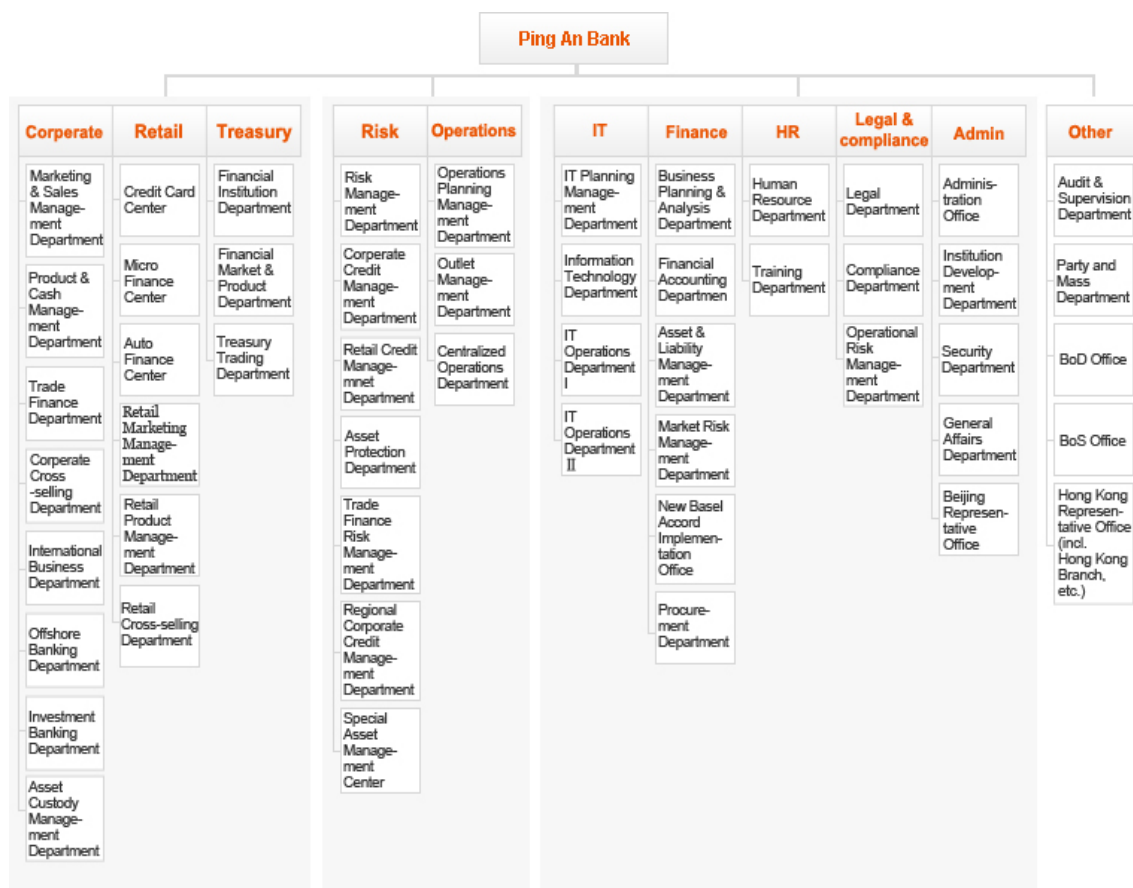 Ping An Bank
Corperate
Marketing
& Sales
Manage-
ment
Department
Product &
Cash
Manage-
ment
Department
Trade
Finance
Department
Corporate
Cross
-selling
Department
International
Business
Department
Offshore
Banking
Department
Investment
Banking
Department
Asset
Custody
Manage-
ment
Department
Retail
Credit Card
Center
Micro
Finance
Center
Auto
Finance
Center
Retail
Marketing
Manage-
ment
Department
Retail
Product
Manage-
ment
Department
Retail
Cross-selling
Department
Treasury
Financial
Institution
Department
Financial
Market &
Product
Department
Treasury
Trading
Department
Risk
Risk
Manage-
ment
Department
Corperate
Credit
Manage-
ment
Department
Retail Credit
Managem-
mnet
Department
Asset
Protection
Department
Trade
Finance
Risk
Manage-
ment
Department
Regional
Corporate
Credit
Manage-
ment
Department
Special
Asset
Manage-
ment
Center
Operations
Operations
Planning
Manage-
ment
Department
Outlet
Manage-
ment
Department
Centralized
Operations
Department
IT
IT Planning
Manage-
ment
Department
Information
Technology
Department
IT
Operations
Department
I
IT
Operations
Department
II
Finance
Business
Planning &
Analysis
Department
Financial
Accounting
Departmen
Asset &
Liability
Manage-
ment
Department
Market Risk
Manage-
ment
Department
New Basel
Accord
Implemen-
tation
Office
Procure-
ment
Department
HR
Human
Resource
Department
Training
Department
Legal &
compliance
Legal
Department
Compliance
Department
Operational
Risk
Manage-
ment
Department
Admin
Adminis-
tration
Office
Institution
Develop-
ment
Department
Security
Department
General
Affairs
Department
Beijing
Represen-
tative
Office
Other
Audit &
Supervision
Department
Party and
Mass
Department
BoD Office
BoS Office
Hong Kong
Represen-
tative Office
(incl.
Hong Kong
Branch,
etc.)